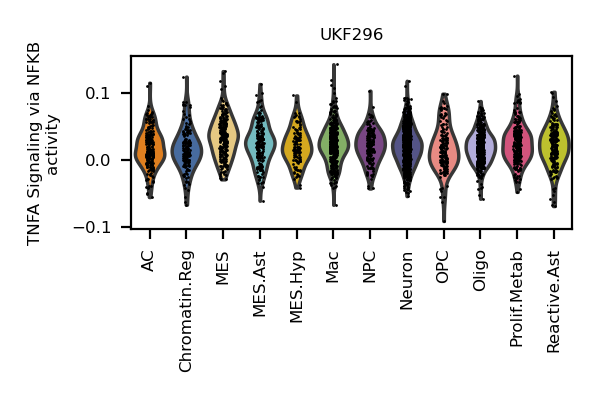 UKF296
TNFA Signaling via NFKB
activity
0.1
0.0
−0.1
AC
Chromatin.Reg
MES
MES.Ast
MES.Hyp
Mac
NPC
Neuron
OPC
Oligo
Prolif.Metab
Reactive.Ast